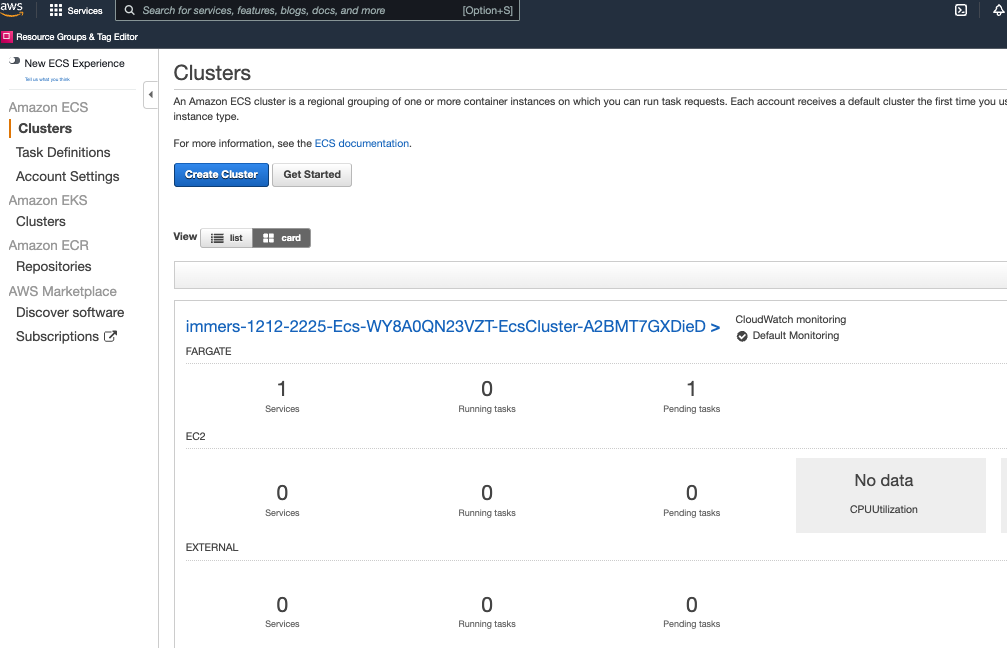 aws
Services
Search for services, features, blogs, docs, and more
[Option+S]
Resource Groups & Tag Editor
New ECS Experience
Tell us what you think
Amazon ECS
Clusters
Task Definitions
Account Settings
Amazon EKS
Clusters
Amazon ECR
Repositories
AWS Marketplace
Discover software
Subscriptions
Clusters
An Amazon ECS cluster is a regional grouping of one or more container instances on which you can run task requests. Each account receives a default cluster the first time you us
instance type.
For more information, see the ECS documentation.
Create Cluster
Get Started
View
list
card
immers-1212-2225-Ecs-WY8A0QN23VZT-EcsCluster-A2BMT7GXDieD >
CloudWatch monitoring
Default Monitoring
FARGATE
1
Services
0
Running tasks
1
Pending tasks
EC2
0
Services
0
Running tasks
0
Pending tasks
No data
CPUUtilization
EXTERNAL
0
Services
0
Running tasks
0
Pending tasks